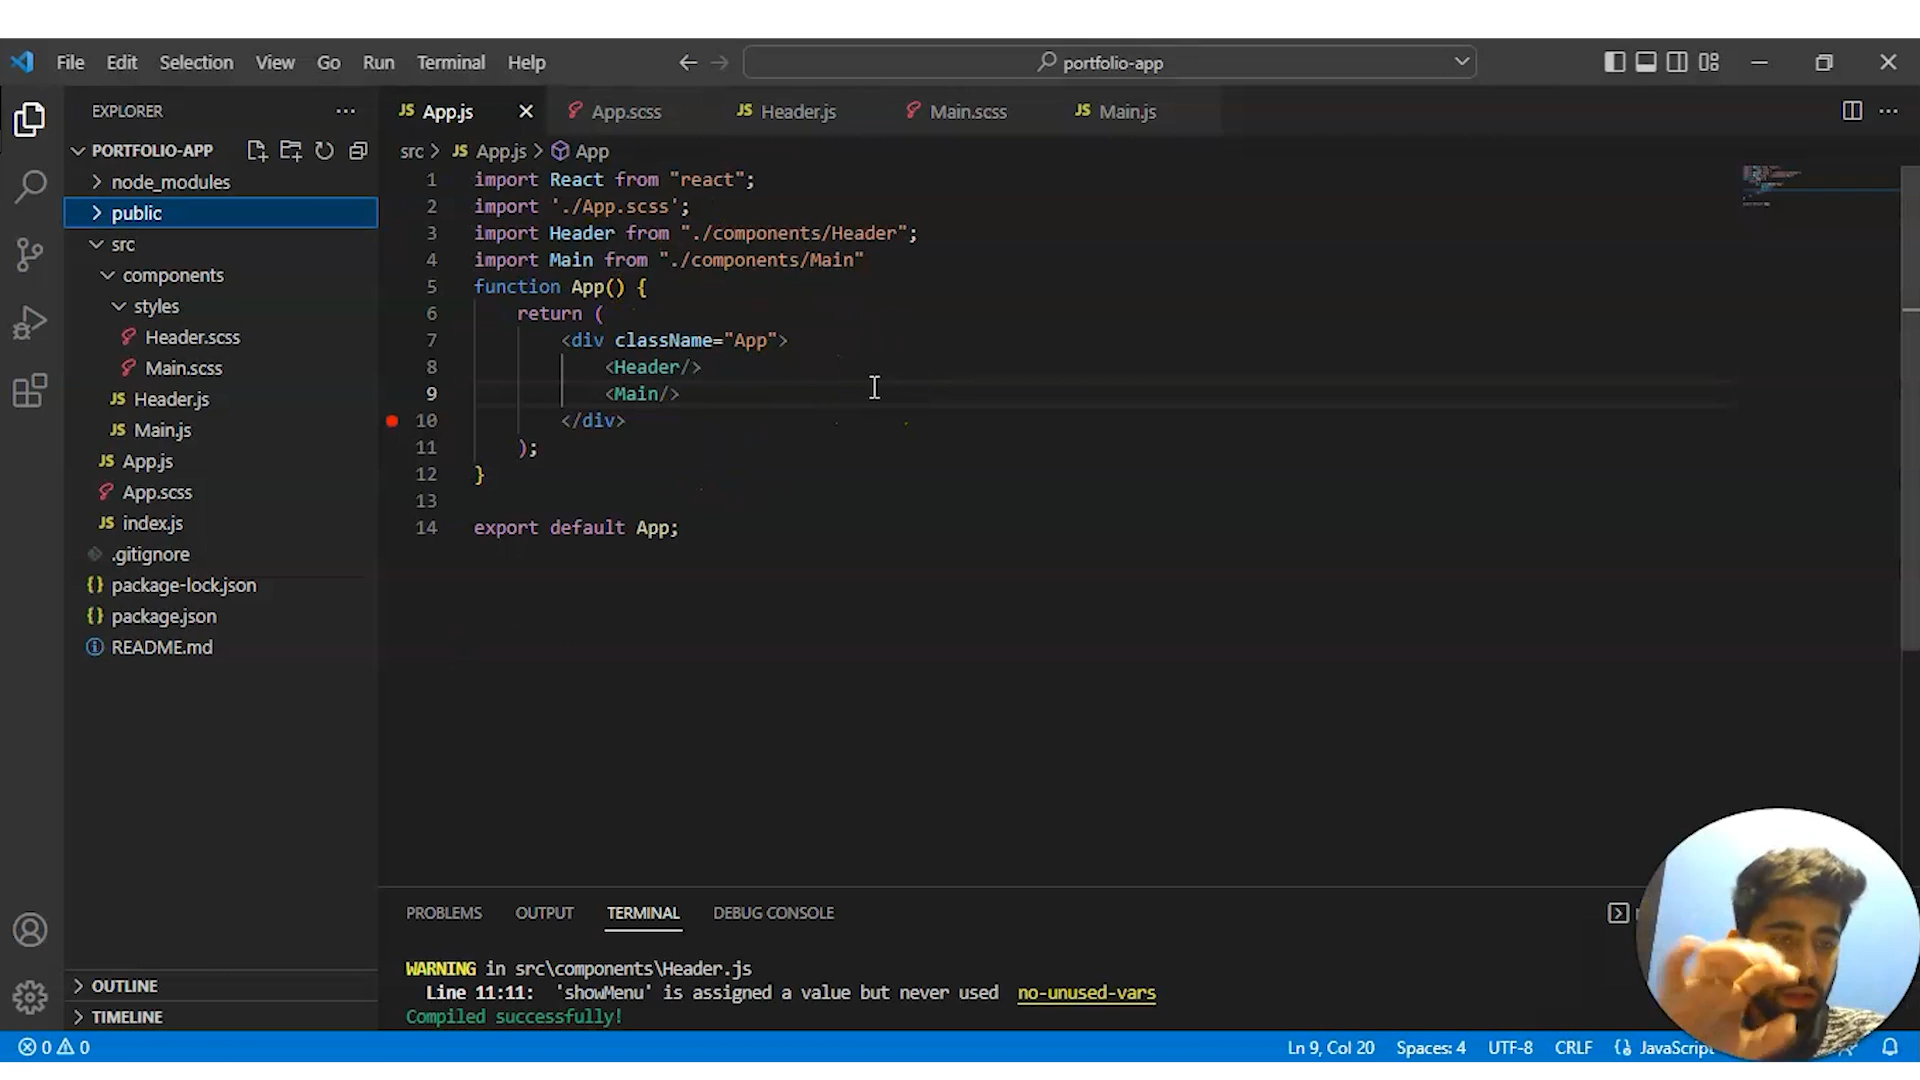 File Edit Selection View Go Run Terminal Help portfolio-app
EXPLORER
PORTFOLIO-APP
node_modules
public
src
components
styles
Header.scss
Main.scss
JS Header.js
JS Main.js
JS App.js
App.scss
JS index.js
.gitignore
{} package-lock.json
{} package.json
README.md
OUTLINE
TIMELINE
JS App.js App.scss JS Header.js Main.scss JS Main.js
src > JS App.js > App
1 import React from "react";
2 import './App.scss';
3 import Header from "./components/Header";
4 import Main from "./components/Main"
5 function App() {
6 return (
7 <div className="App">
8 <Header/>
9 <Main/>
10 </div>
11 );
12 }
13
14 export default App;
PROBLEMS OUTPUT TERMINAL DEBUG CONSOLE
WARNING in src\components\Header.js
Line 11:11: 'showMenu' is assigned a value but never used no-unused-vars
Compiled successfully!
0 0 Ln 9, Col 20 Spaces: 4 UTF-8 CRLF JavaScript